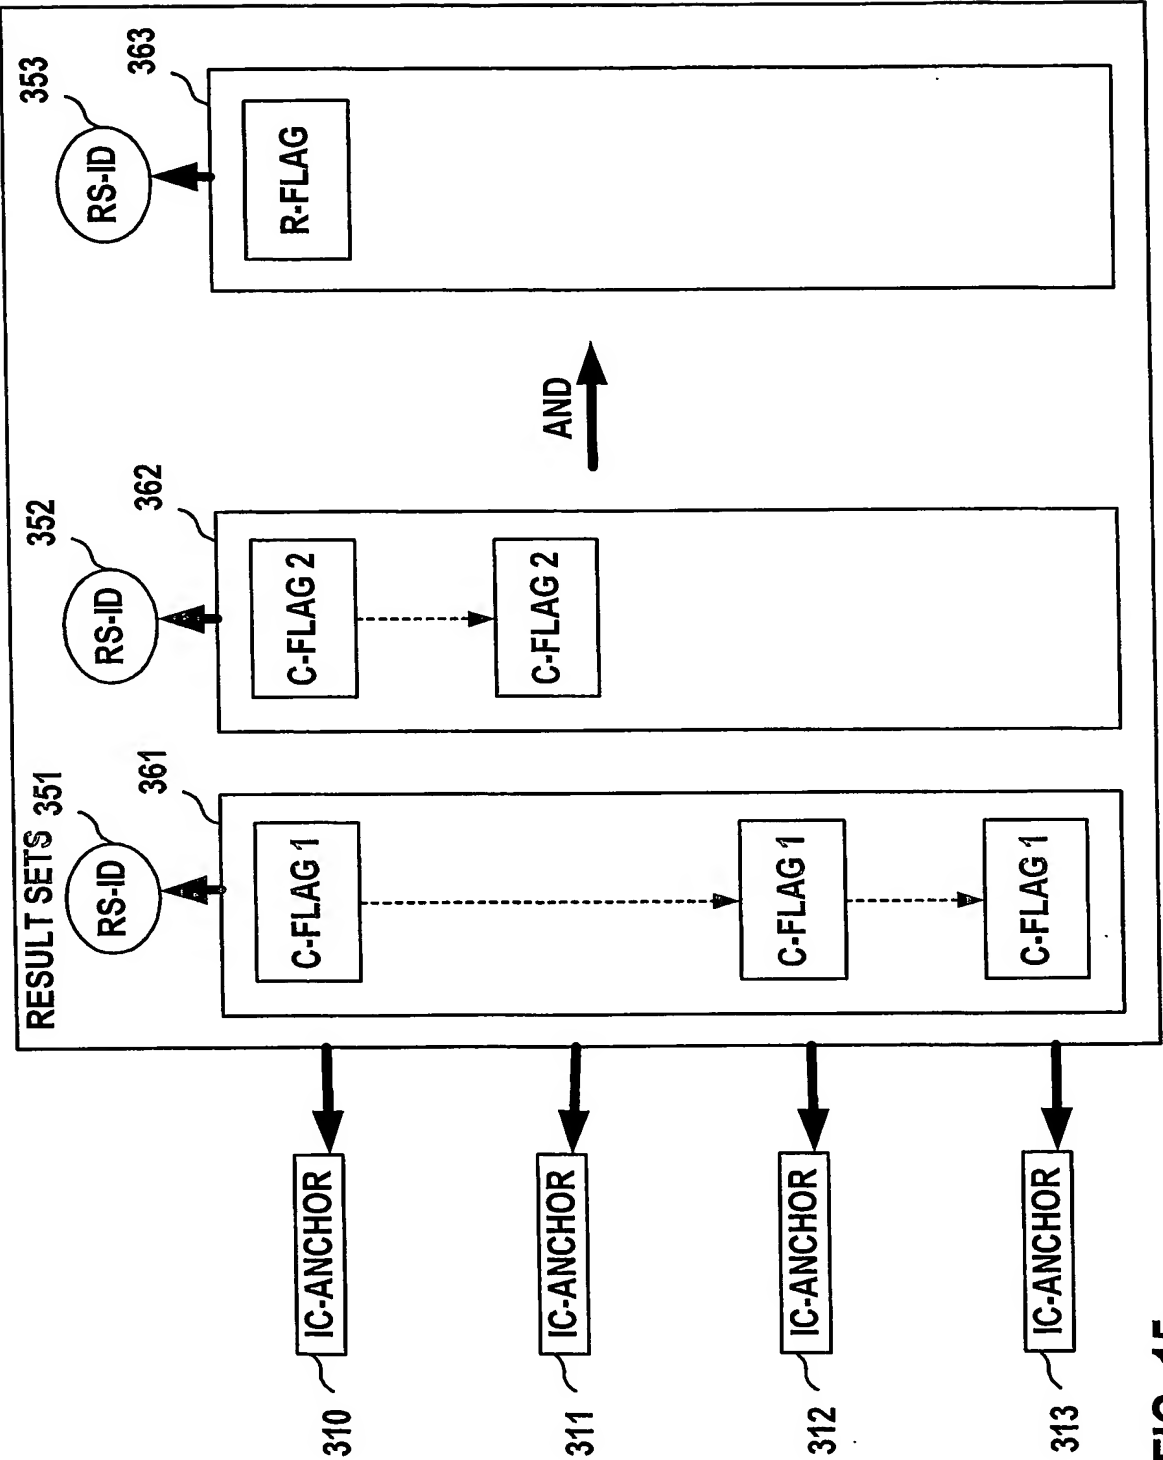 RESULT SETS
351
352
353
RS-ID
RS-ID
RS-ID
361
362
363
310
IC-ANCHOR
C-FLAG 1
C-FLAG 2
R-FLAG
311
IC-ANCHOR
C-FLAG 2
AND
312
IC-ANCHOR
C-FLAG 1
313
IC-ANCHOR
C-FLAG 1
FIG. 15